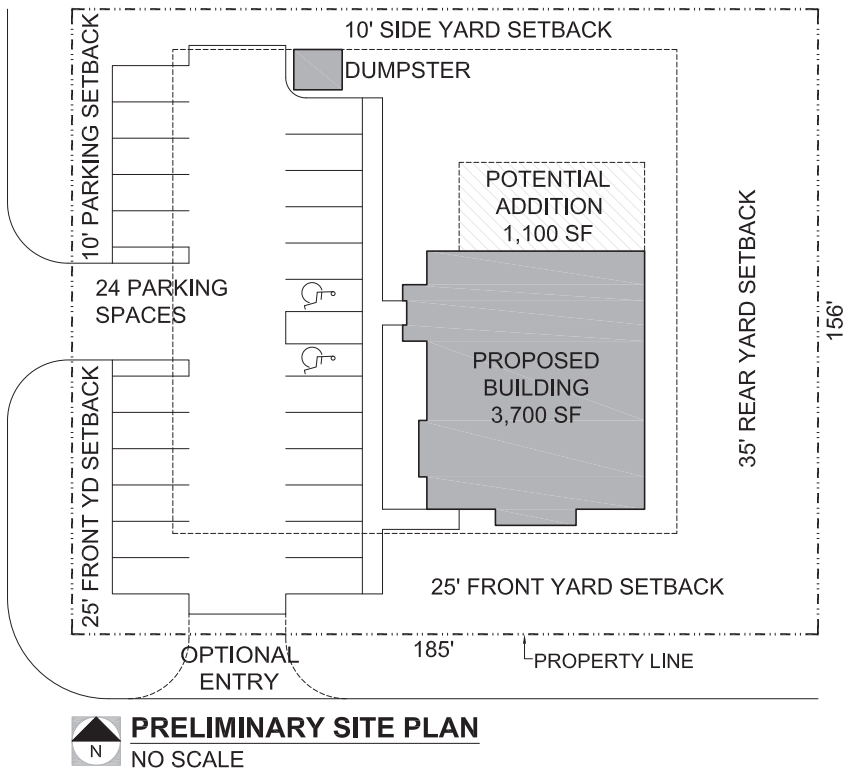 10' SIDE YARD SETBACK
DUMPSTER
10' PARKING SETBACK
POTENTIAL
ADDITION
1,100 SF
24 PARKING
SPACES
PROPOSED
BUILDING
3,700 SF
35' REAR YARD SETBACK
156'
25' FRONT YD SETBACK
25' FRONT YARD SETBACK
185'
OPTIONAL
ENTRY
PROPERTY LINE
N
PRELIMINARY SITE PLAN
NO SCALE